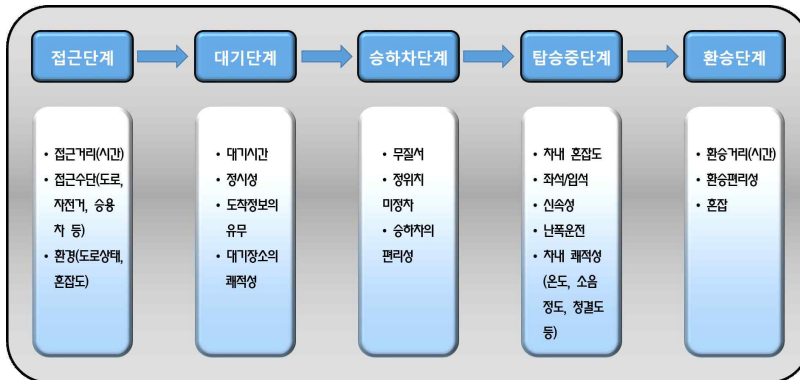 접근단계
대기단계
승하차단계
탑승중단계
환승단계
• 접근거리(시간)
• 접근수단(도로,
자전거, 승용
차 등)
• 환경(도로상태,
혼잡도)
• 대기시간
• 정시성
• 도착정보의
유무
• 대기장소의
쾌적성
• 무질서
• 정위치
미정차
• 승하차의
편리성
• 차내 혼잡도
• 좌석/입석
• 신속성
• 난폭운전
• 차내 쾌적성
(온도, 소음
정도, 청결도
등)
• 환승거리(시간)
• 환승편리성
• 혼잡